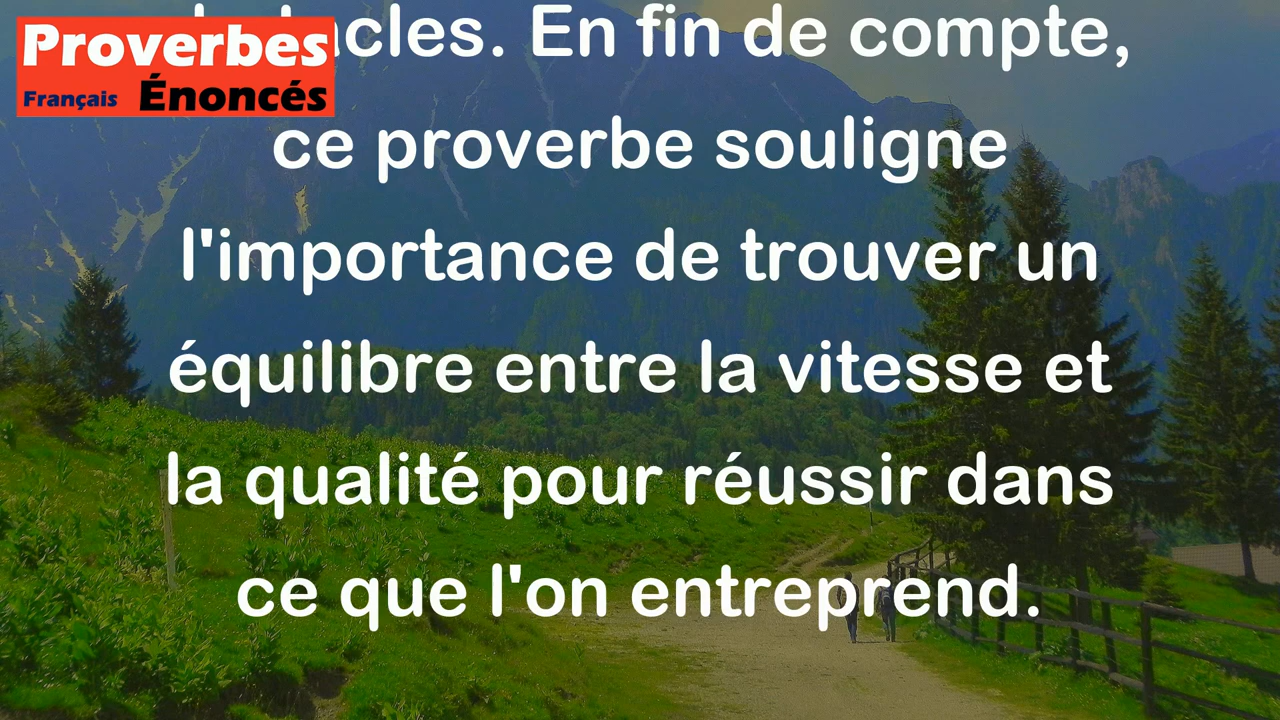 Proverbes
Français Énoncés
En fin de compte,
ce proverbe souligne
l'importance de trouver un
équilibre entre la vitesse et
la qualité pour réussir dans
ce que l'on entreprend.